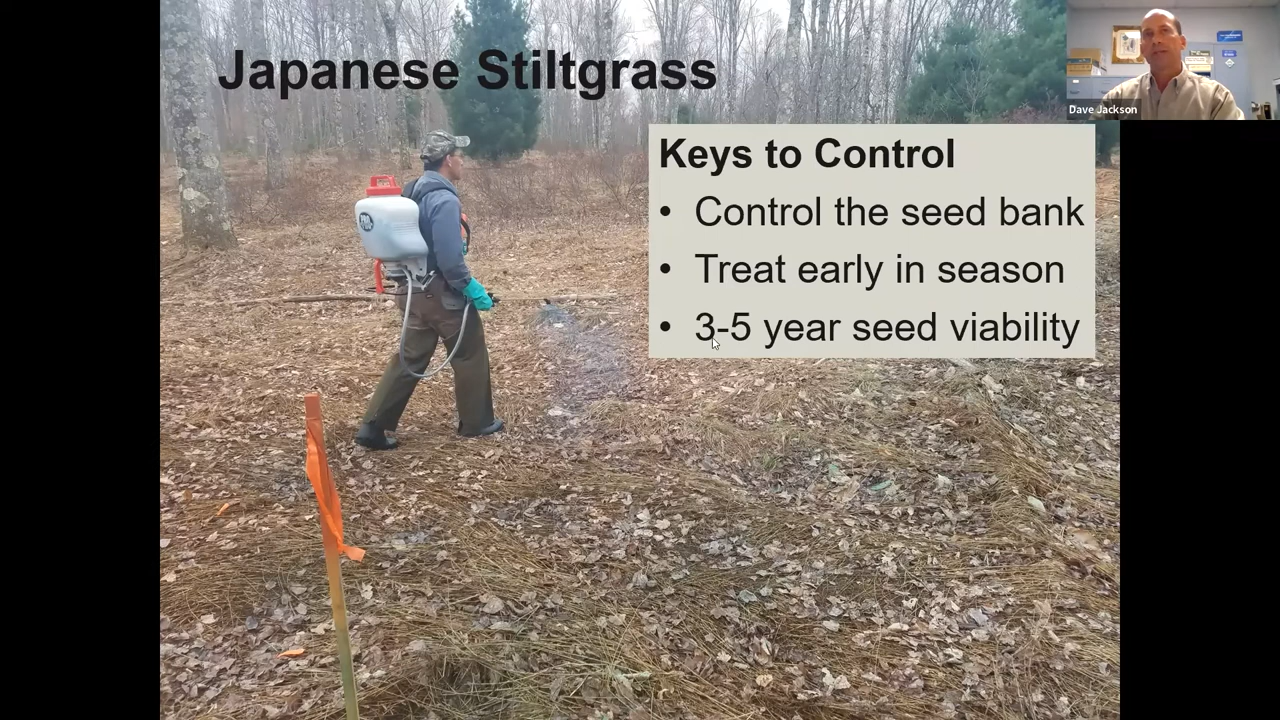 Japanese Stiltgrass
Dave Jackson
Keys to Control
• Control the seed bank
• Treat early in season
• 3-5 year seed viability